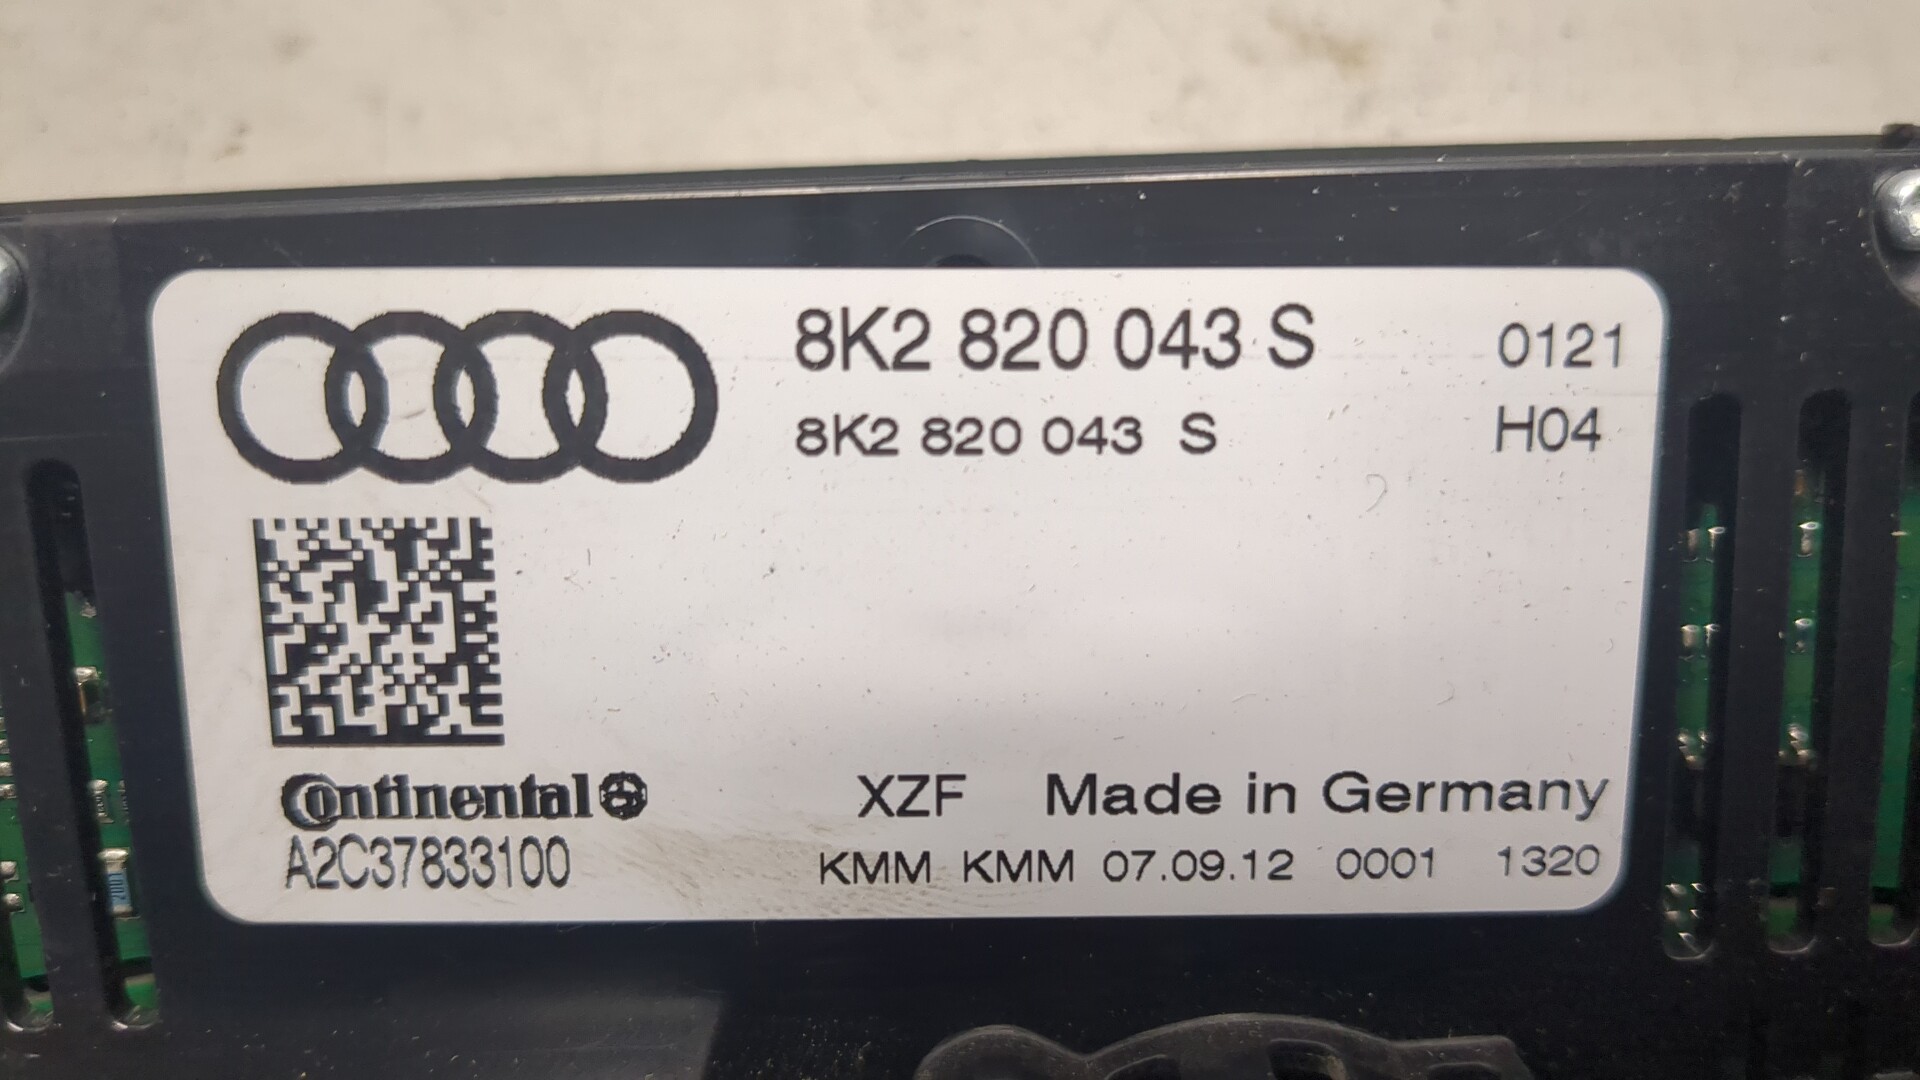 8K2 820 043 S 0121
8K2 820 043 S H04
Continental
A2C37833100
XZF Made in Germany
KMM KMM 07.09.12 0001 1320